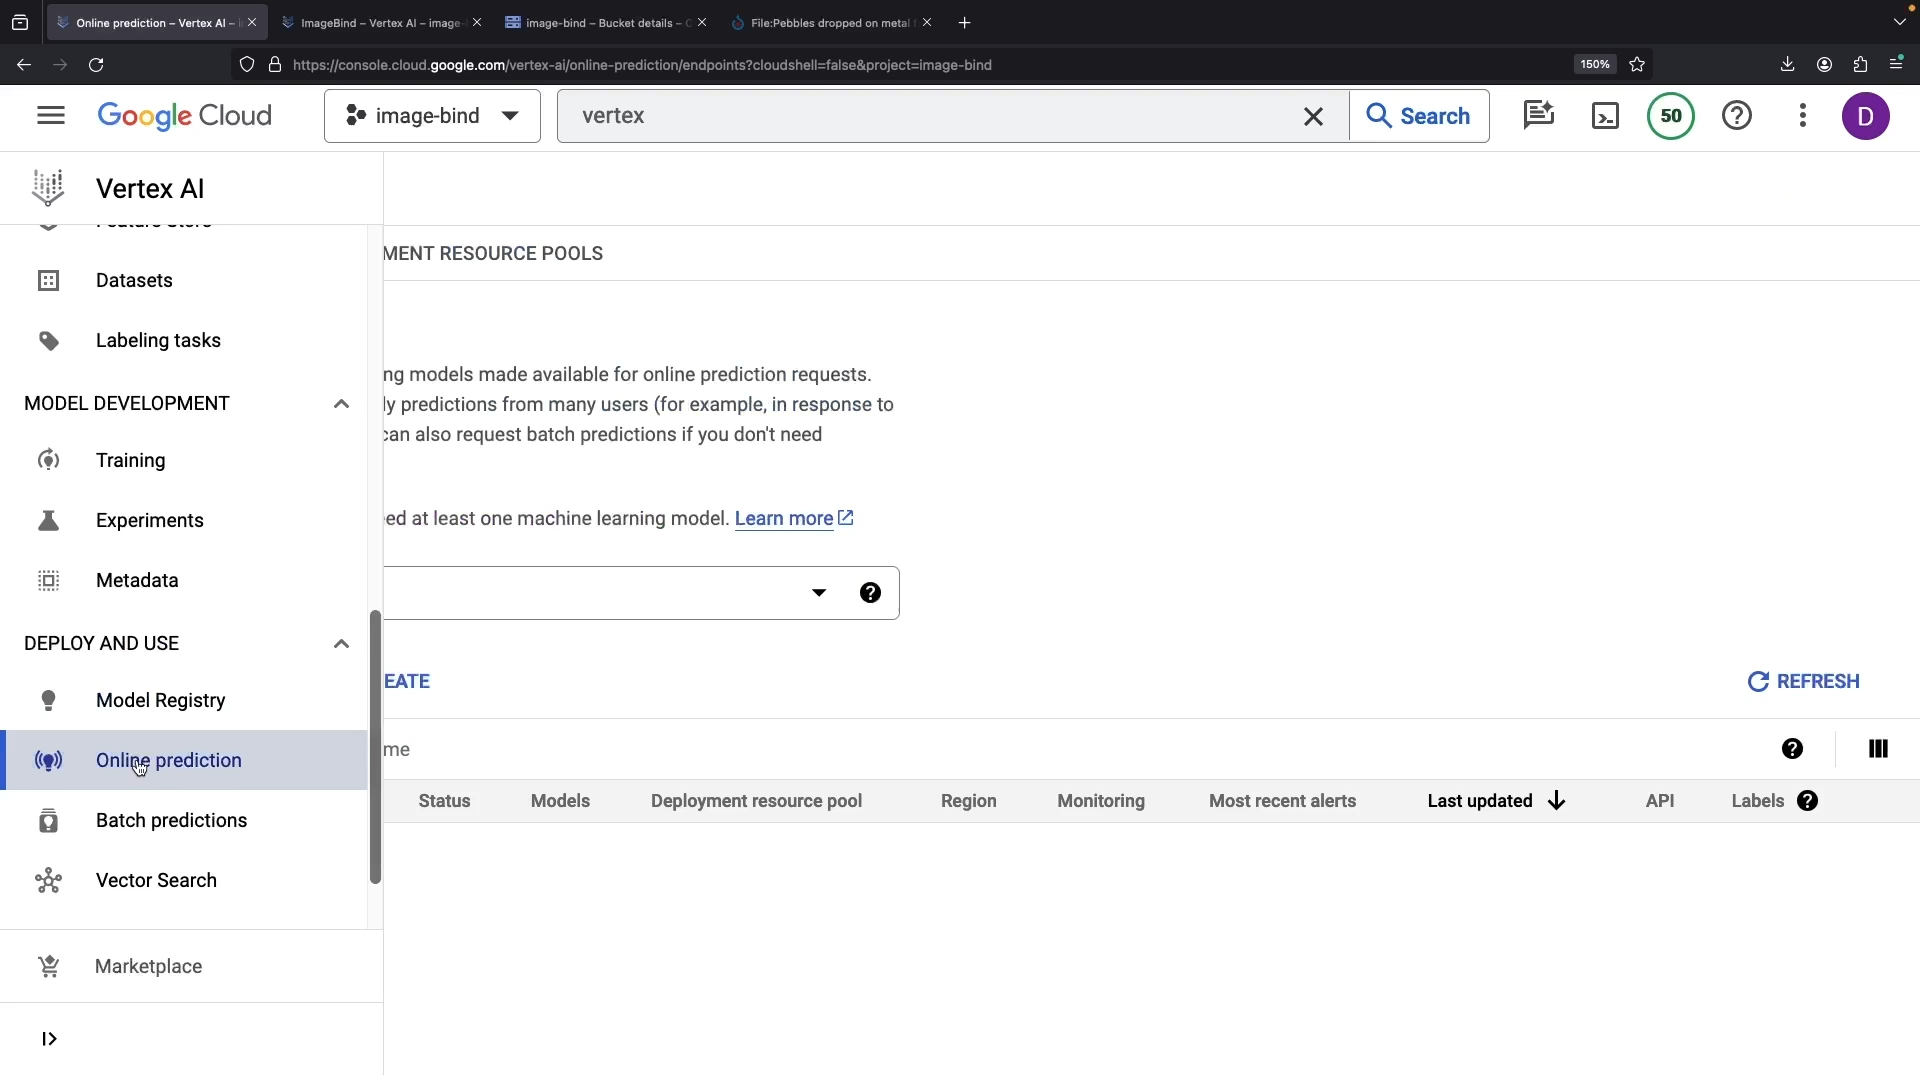 Online prediction – Vertex AI –
ImageBind – Vertex AI – image-
image-bind – Bucket details – C
File:Pebbles dropped on metal
https://console.cloud.google.com/vertex-ai/online-prediction/endpoints?cloudshell=false&project=image-bind
150%
Google Cloud
image-bind
vertex
Search
50
D
Vertex AI
Feature Store
MENT RESOURCE POOLS
Datasets
Labeling tasks
ng models made available for online prediction requests.
ly predictions from many users (for example, in response to
can also request batch predictions if you don't need
MODEL DEVELOPMENT
Training
Experiments
ed at least one machine learning model. Learn more
Metadata
DEPLOY AND USE
EATE
REFRESH
Model Registry
Online prediction
me
Status Models Deployment resource pool Region Monitoring Most recent alerts Last updated API Labels
Batch predictions
Vector Search
Marketplace